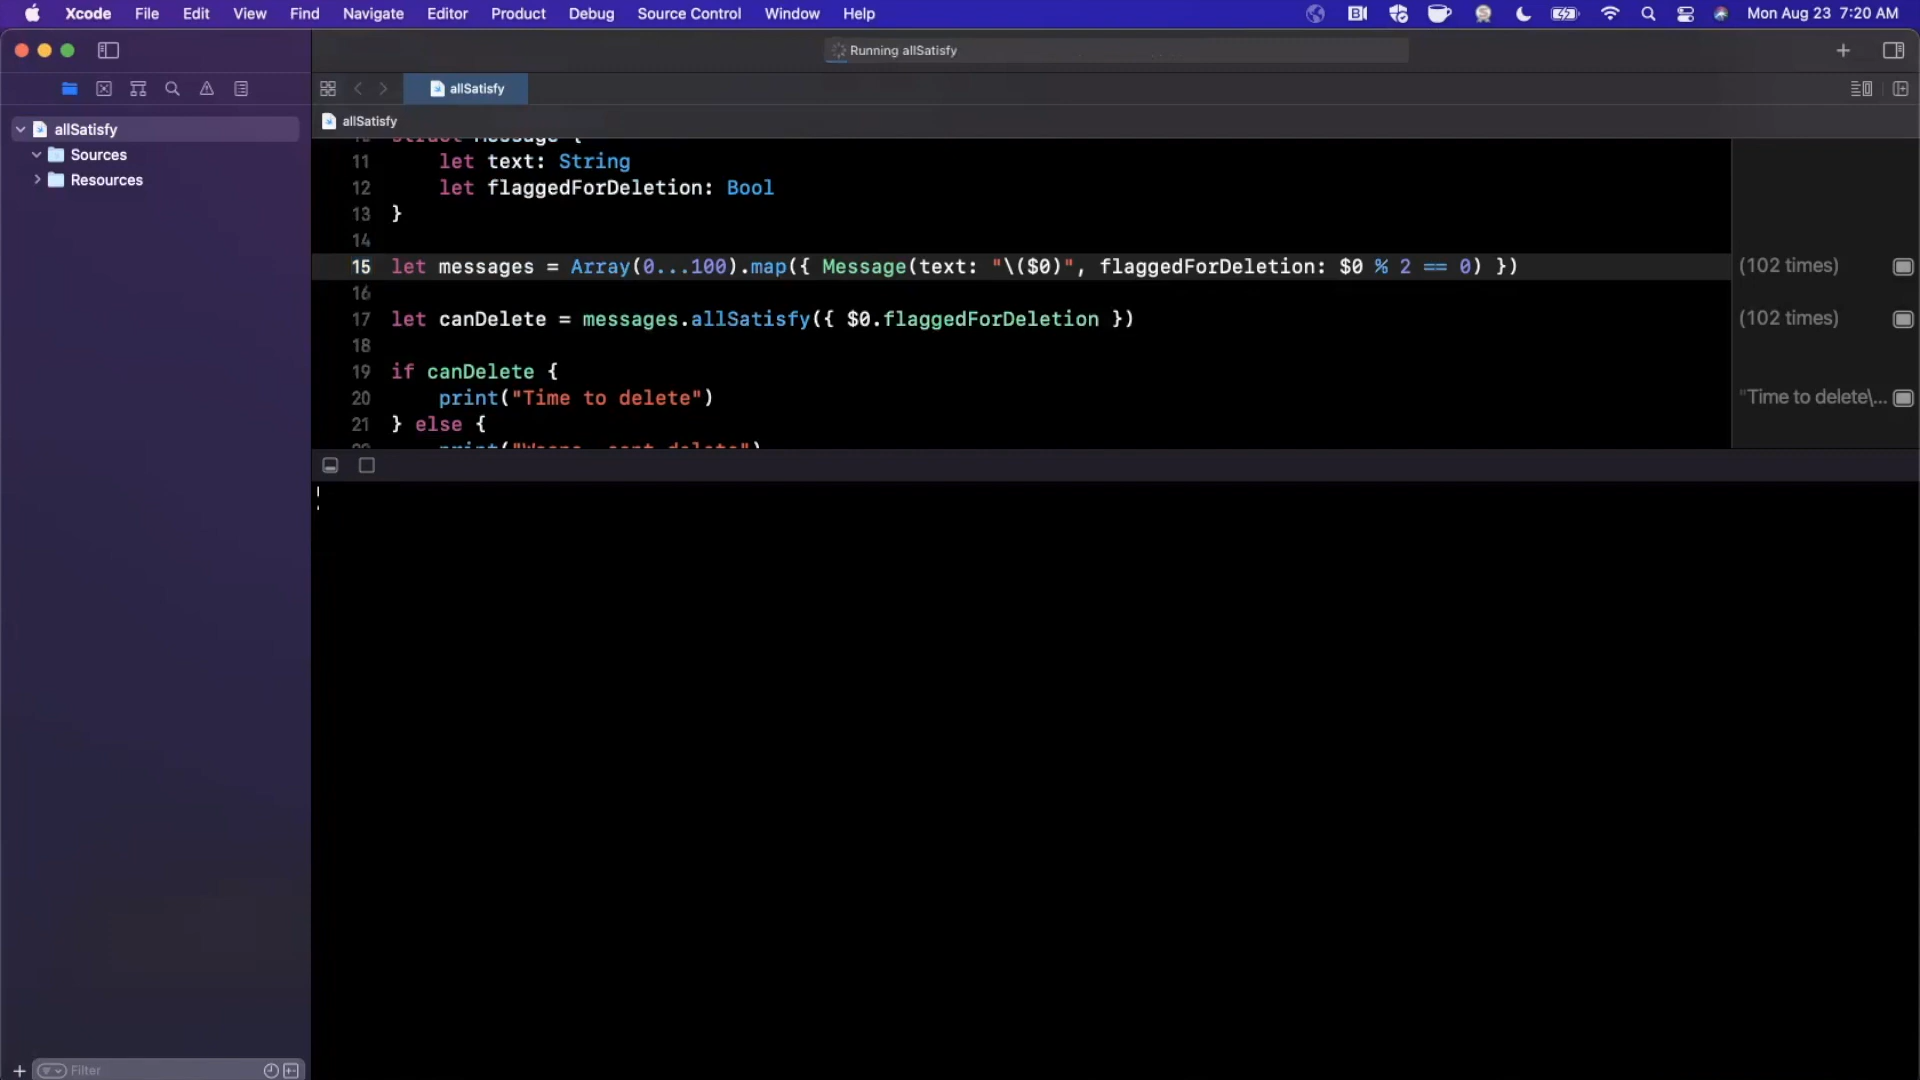 Xcode File Edit View Find Navigate Editor Product Debug Source Control Window Help Mon Aug 23 7:20 AM
Running allSatisfy
allSatisfy
allSatisfy
allSatisfy
Sources
Resources
struct Message {
11 let text: String
12 let flaggedForDeletion: Bool
13 }
14
15 let messages = Array(0...100).map({ Message(text: "\($0)", flaggedForDeletion: $0 % 2 == 0) }) (102 times)
16
17 let canDelete = messages.allSatisfy({ $0.flaggedForDeletion }) (102 times)
18
19 if canDelete {
20 print("Time to delete") "Time to delete\...
21 } else {
Filter